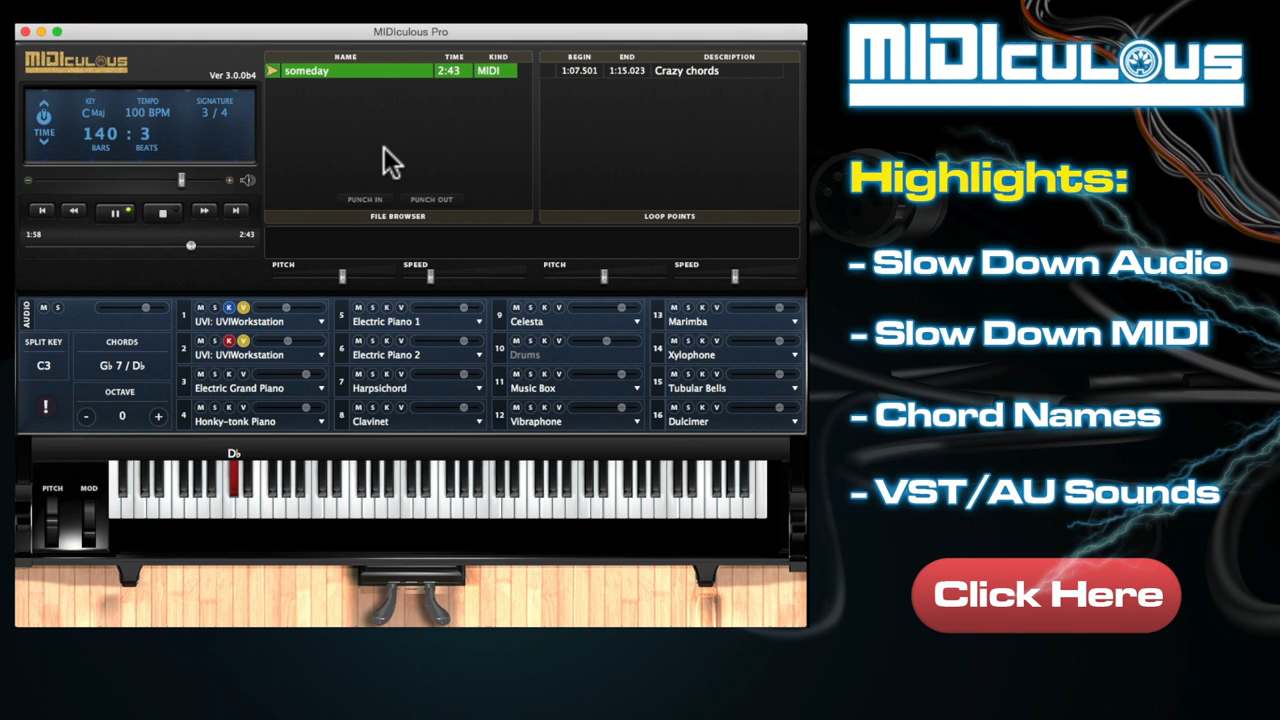 MIDIculous Pro
MIDIculous
Ver 3.0.0b4
KEY TEMPO SIGNATURE
C Maj 100 BPM 3 / 4
TIME
140 : 3
BARS BEATS
1:58 2:43
NAME TIME KIND
someday 2:43 MIDI
PUNCH IN PUNCH OUT
FILE BROWSER
BEGIN END DESCRIPTION
1:07.501 1:15.023 Crazy chords
LOOP POINTS
PITCH SPEED PITCH SPEED
AUDIO
M S
SPLIT KEY
C3
!
CHORDS
G♭ 7 / D♭
OCTAVE
- 0 +
1 M S K V
UVI: UVIWorkstation
2 M S K V
UVI: UVIWorkstation
3 M S K V
Electric Grand Piano
4 M S K V
Honky-tonk Piano
5 M S K V
Electric Piano 1
6 M S K V
Electric Piano 2
7 M S K V
Harpsichord
8 M S K V
Clavinet
9 M S K V
Celesta
10 M S K V
Drums
11 M S K V
Music Box
12 M S K V
Vibraphone
13 M S K V
Marimba
14 M S K V
Xylophone
15 M S K V
Tubular Bells
16 M S K V
Dulcimer
D♭
PITCH MOD
MIDIculous
Highlights:
- Slow Down Audio
- Slow Down MIDI
- Chord Names
- VST/AU Sounds
Click Here